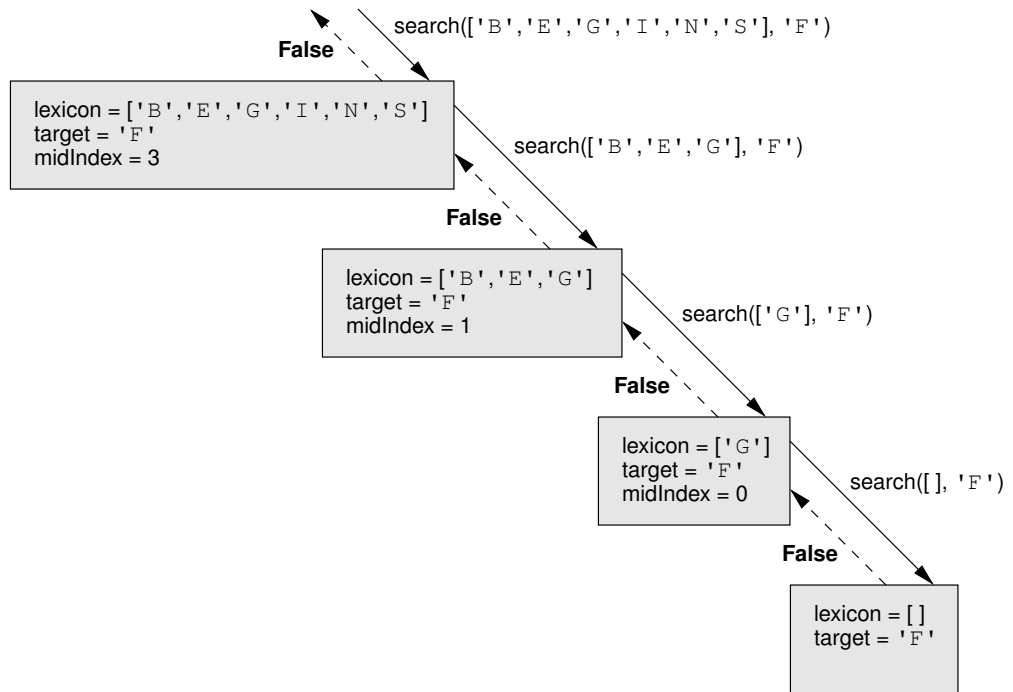 search(['B','E','G','I','N','S'], 'F')
False
lexicon = ['B','E','G','I','N','S']
target = 'F'
midIndex = 3
search(['B','E','G'], 'F')
False
lexicon = ['B','E','G']
target = 'F'
midIndex = 1
search(['G'], 'F')
False
lexicon = ['G']
target = 'F'
midIndex = 0
search([ ], 'F')
False
lexicon = [ ]
target = 'F'